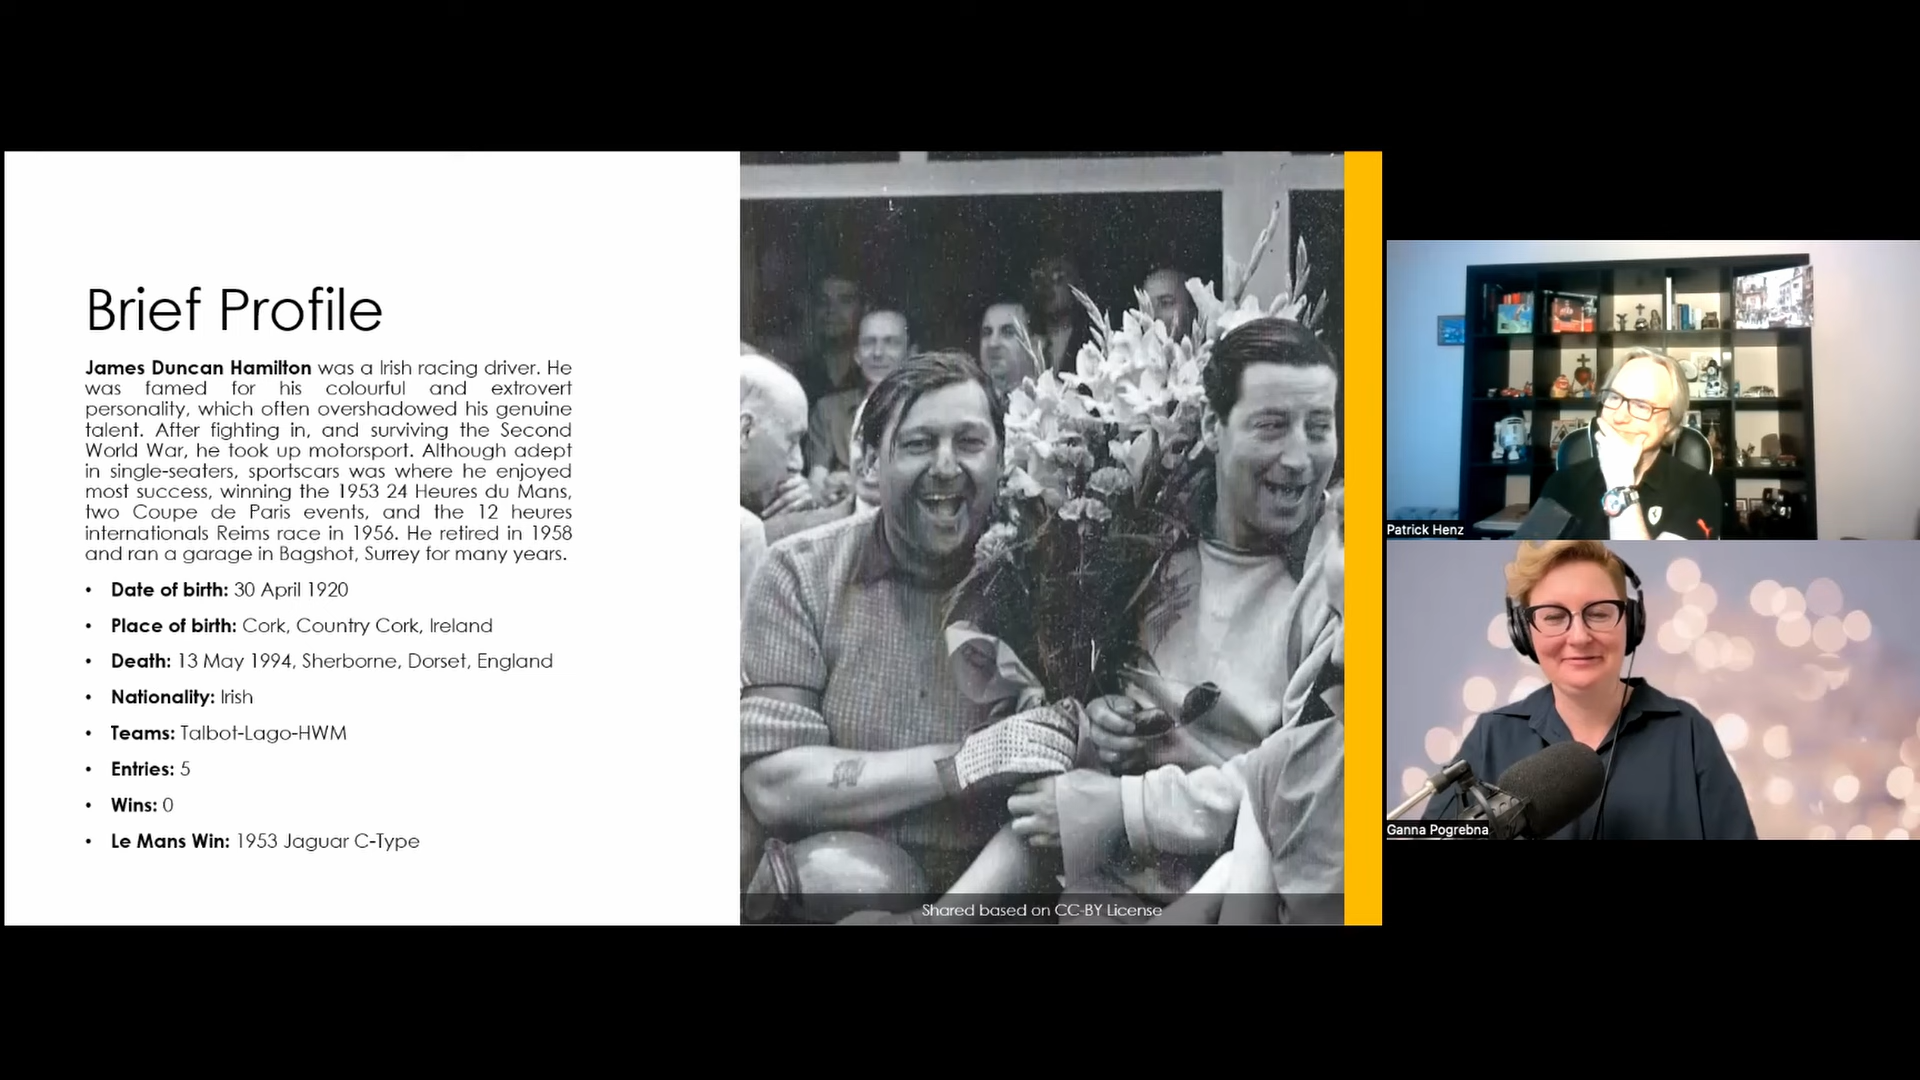 Brief Profile
James Duncan Hamilton was a Irish racing driver. He
was famed for his colourful and extrovert
personality, which often overshadowed his genuine
talent. After fighting in, and surviving the Second
World War, he took up motorsport. Although adept
in single-seaters, sportscars was where he enjoyed
most success, winning the 1953 24 Heures du Mans,
two Coupe de Paris events, and the 12 heures
internationals Reims race in 1956. He retired in 1958
and ran a garage in Bagshot, Surrey for many years.
• Date of birth: 30 April 1920
• Place of birth: Cork, Country Cork, Ireland
• Death: 13 May 1994, Sherborne, Dorset, England
• Nationality: Irish
• Teams: Talbot-Lago-HWM
• Entries: 5
• Wins: 0
• Le Mans Win: 1953 Jaguar C-Type
Shared based on CC-BY License
Patrick Henz
Ganna Pogrebna